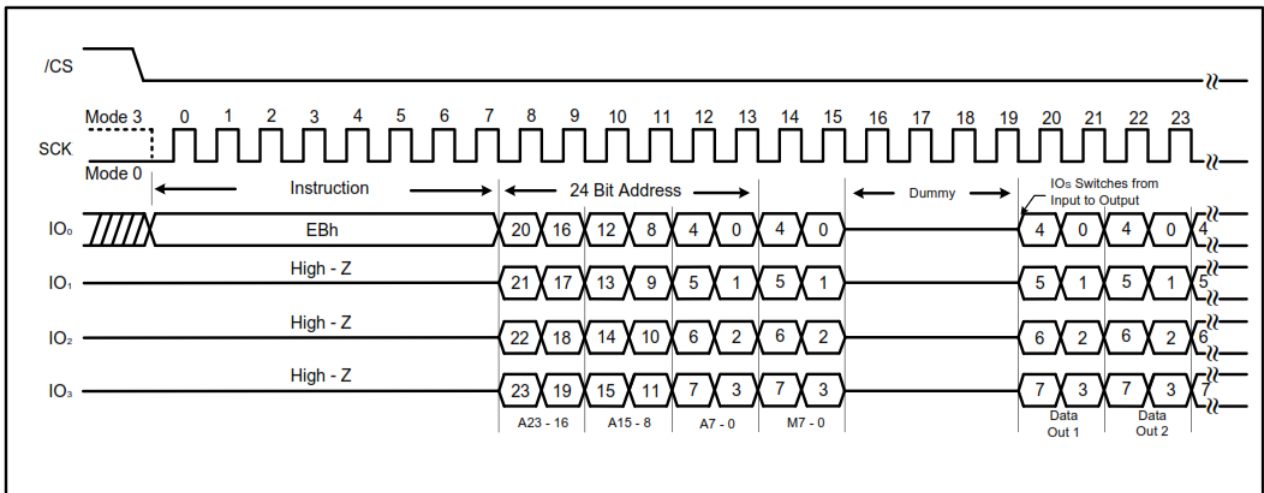 /CS
Mode 3 0 1 2 3 4 5 6 7 8 9 10 11 12 13 14 15 16 17 18 19 20 21 22 23
SCK
Mode 0
Instruction 24 Bit Address Dummy IOs Switches from
Input to Output
IO₀ EBh 20 16 12 8 4 0 4 0 4 0 4 0 4
High - Z
IO₁ 21 17 13 9 5 1 5 1 5 1 5 1 5
High - Z
IO₂ 22 18 14 10 6 2 6 2 6 2 6 2 6
High - Z
IO₃ 23 19 15 11 7 3 7 3 7 3 7 3 7
A23 - 16 A15 - 8 A7 - 0 M7 - 0 Data Data
Out 1 Out 2